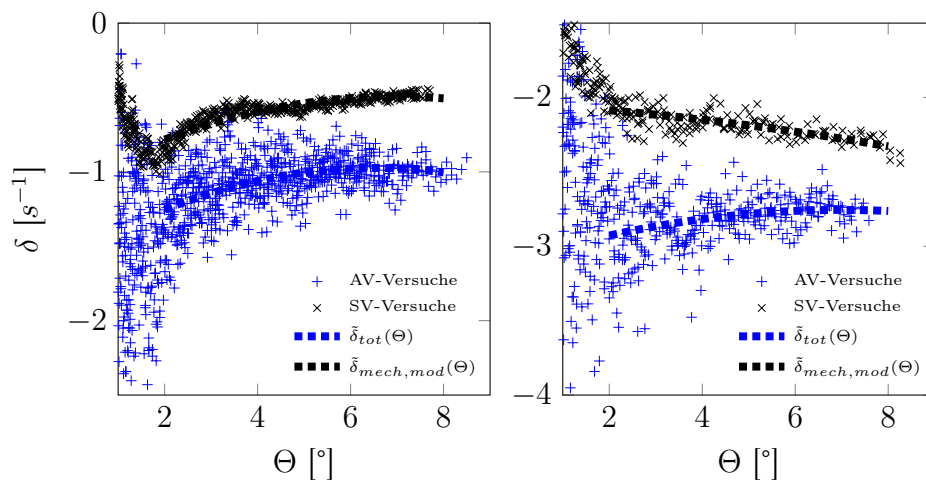 0
−1
−2
δ [s⁻¹]
2
4
6
8
Θ [°]
AV-Versuche
SV-Versuche
δ̃_tot(Θ)
δ̃_mech,mod(Θ)
−2
−3
−4
2
4
6
8
Θ [°]
AV-Versuche
SV-Versuche
δ̃_tot(Θ)
δ̃_mech,mod(Θ)